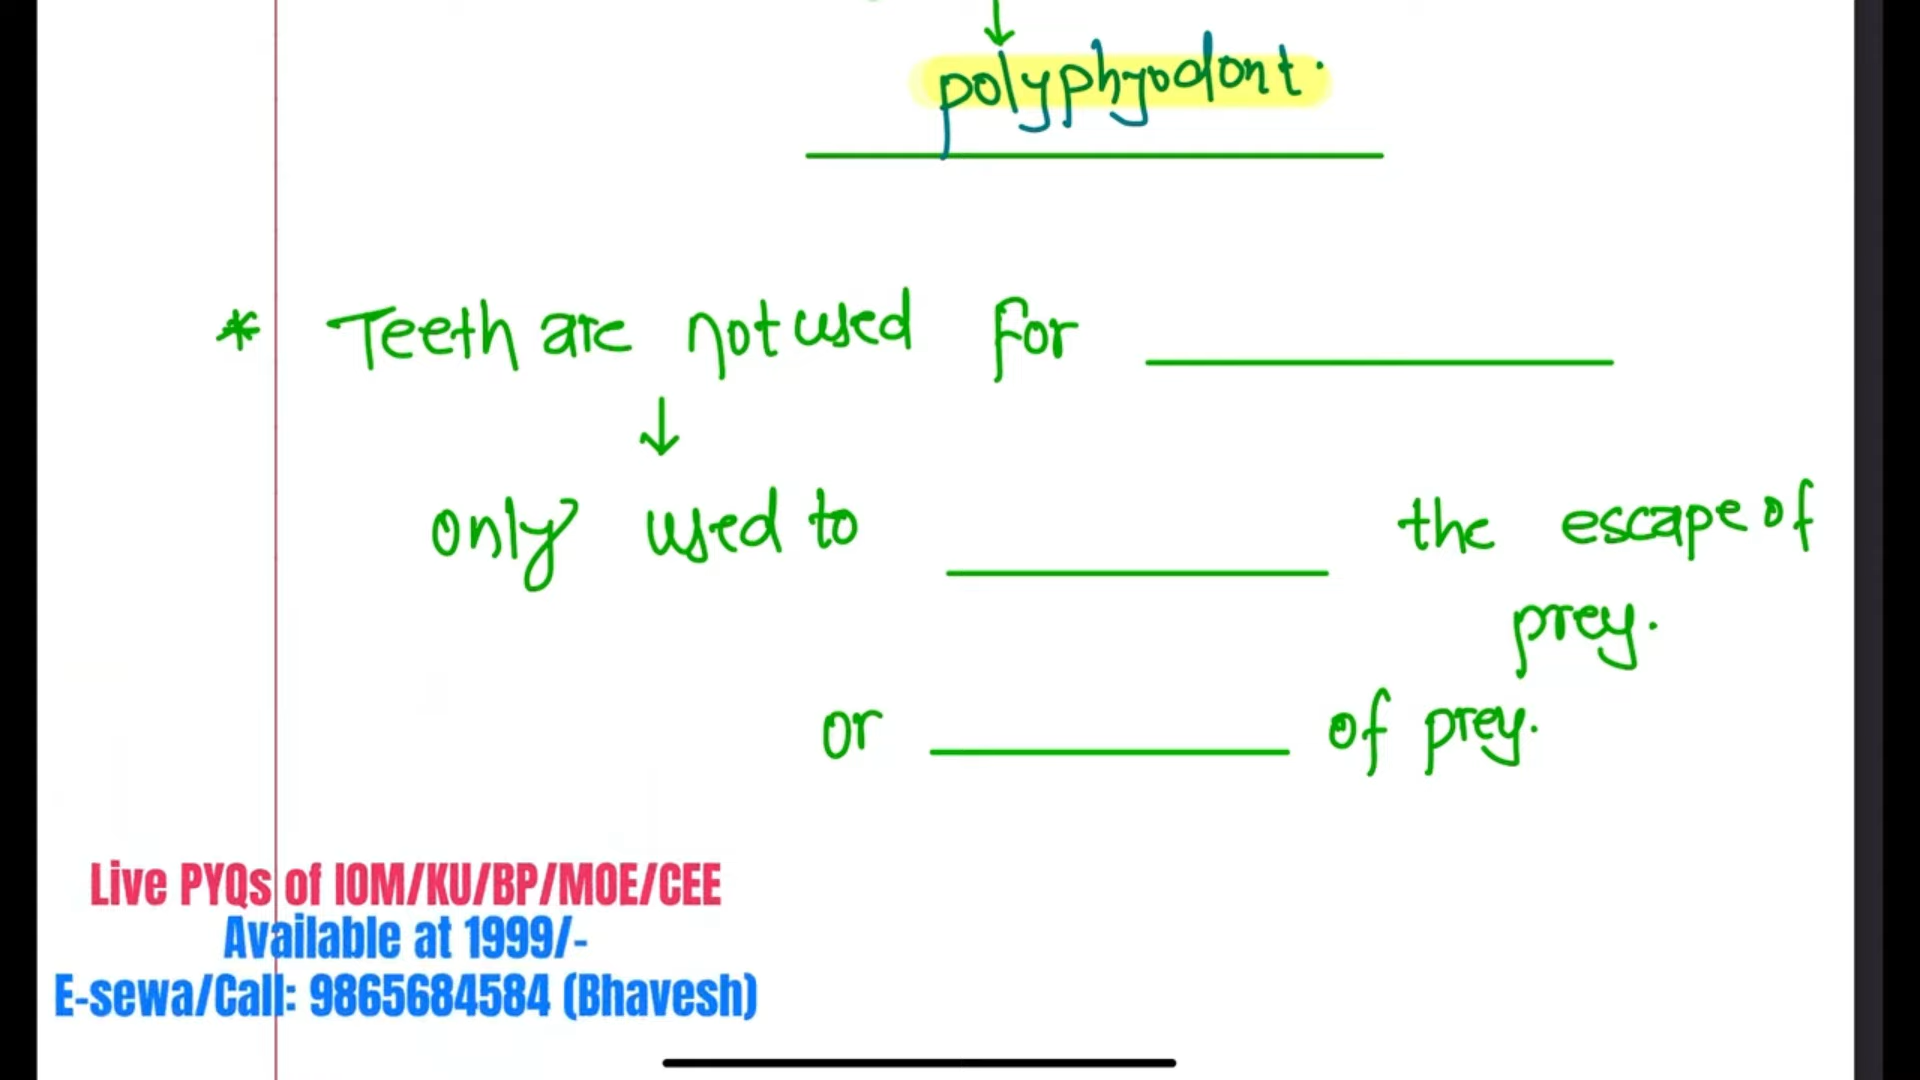 polyphyodont.
* Teeth are not used for
only used to the escape of
prey.
or of prey.
Live PYQs of IOM/KU/BP/MOE/CEE
Available at 1999/-
E-sewa/Call: 9865684584 (Bhavesh)